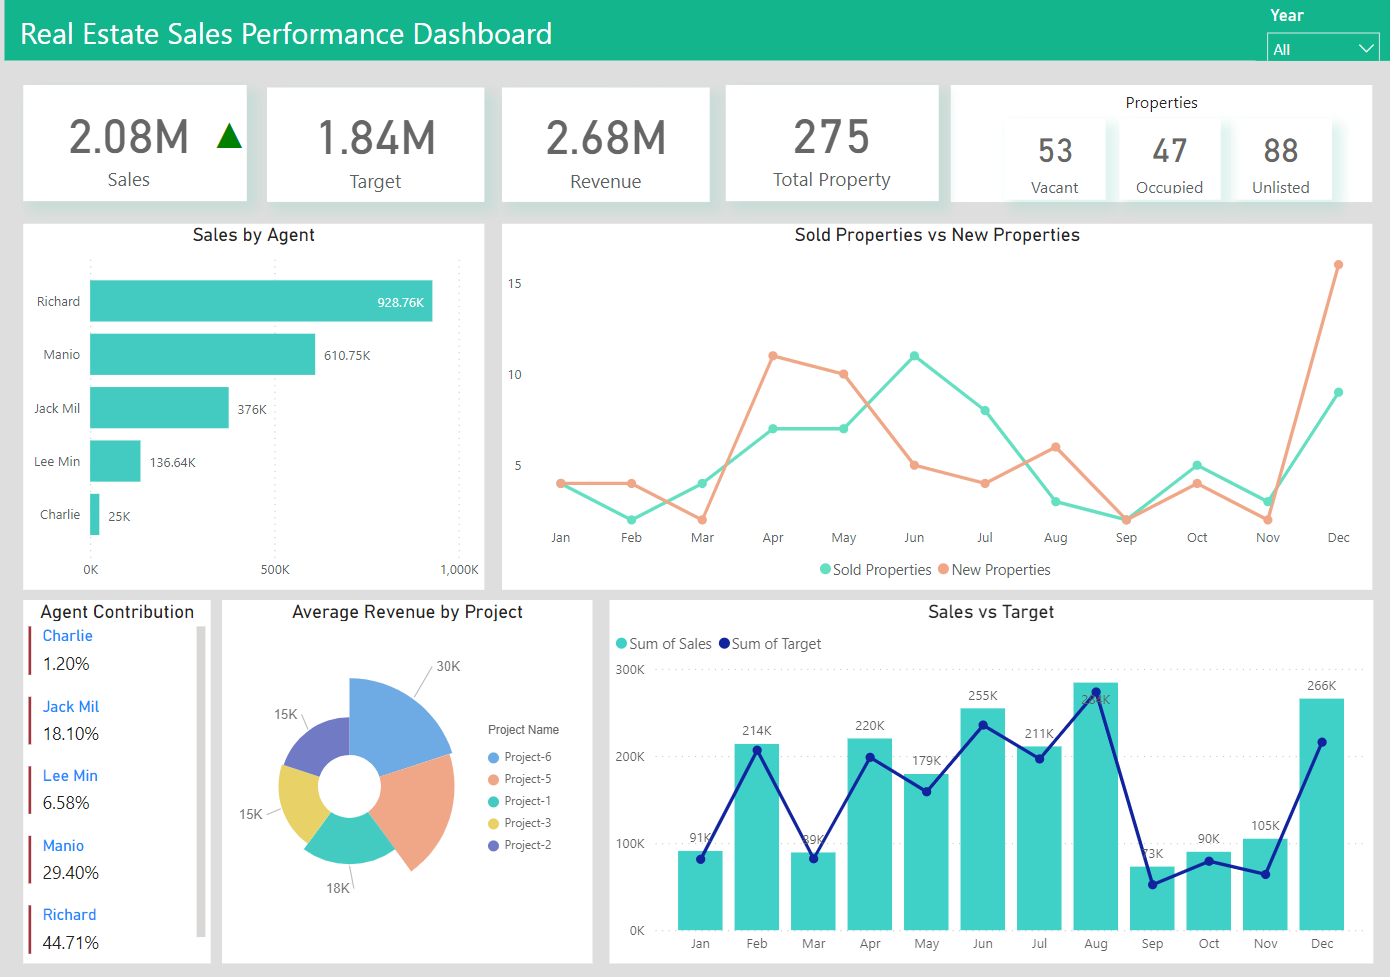 Real Estate Sales Performance Dashboard
Year
All
2.08M
Sales
1.84M
Target
2.68M
Revenue
275
Total Property
Properties
53
Vacant
47
Occupied
88
Unlisted
Sales by Agent
Richard 928.76K
Manio 610.75K
Jack Mil 376K
Lee Min 136.64K
Charlie 25K
0K 500K 1,000K
Sold Properties vs New Properties
15
10
5
Jan Feb Mar Apr May Jun Jul Aug Sep Oct Nov Dec
Sold Properties New Properties
Agent Contribution
Charlie
1.20%
Jack Mil
18.10%
Lee Min
6.58%
Manio
29.40%
Richard
44.71%
Average Revenue by Project
30K
15K
15K
18K
Project Name
Project-6
Project-5
Project-1
Project-3
Project-2
Sales vs Target
Sum of Sales Sum of Target
300K
200K
100K
0K
91K 214K 89K 220K 179K 255K 211K 73K 90K 105K 266K
Jan Feb Mar Apr May Jun Jul Aug Sep Oct Nov Dec